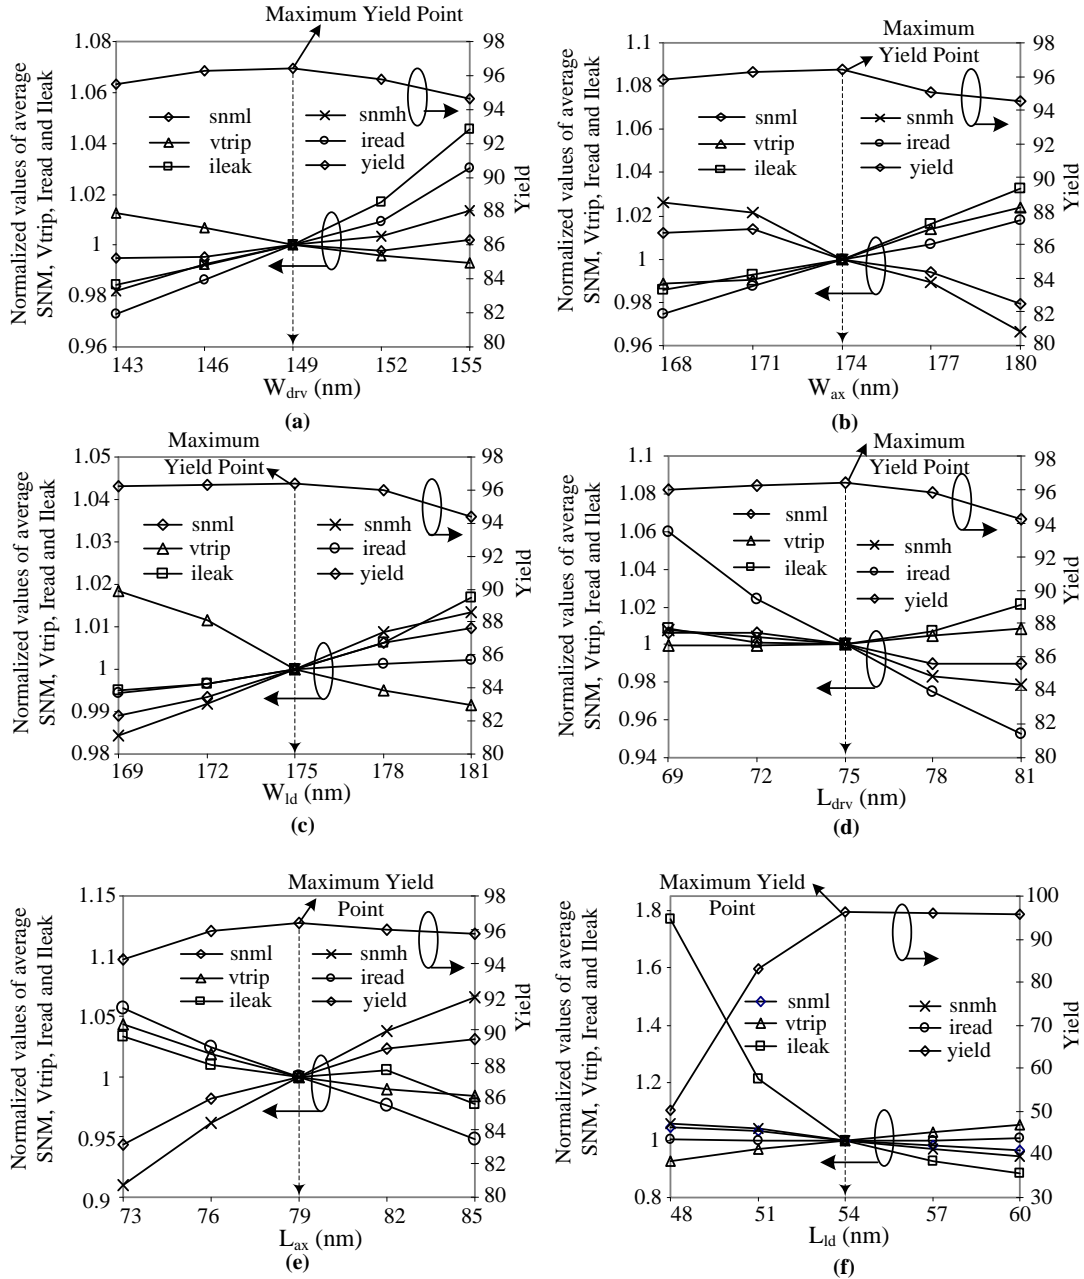 Maximum Yield Point
1.08
1.06
1.04
1.02
1
0.98
0.96
98
96
94
92
90
88
86
84
82
80
snml
vtrip
ileak
snmh
iread
yield
Normalized values of average
SNM, Vtrip, Iread and Ileak
Yield
143 146 149 152 155
W_drv (nm)
(a)
Maximum
Yield Point
1.1
1.08
1.06
1.04
1.02
1
0.98
0.96
98
96
94
92
90
88
86
84
82
80
snml
vtrip
ileak
snmh
iread
yield
Normalized values of average
SNM, Vtrip, Iread and Ileak
Yield
168 171 174 177 180
W_ax (nm)
(b)
Maximum
Yield Point
1.05
1.04
1.03
1.02
1.01
1
0.99
0.98
98
96
94
92
90
88
86
84
82
80
snml
vtrip
ileak
snmh
iread
yield
Normalized values of average
SNM, Vtrip, Iread and Ileak
Yield
169 172 175 178 181
W_ld (nm)
(c)
Maximum
Yield Point
1.1
1.08
1.06
1.04
1.02
1
0.98
0.96
0.94
98
96
94
92
90
88
86
84
82
80
snml
vtrip
ileak
snmh
iread
yield
Normalized values of average
SNM, Vtrip, Iread and Ileak
Yield
69 72 75 78 81
L_drv (nm)
(d)
Maximum Yield
Point
1.15
1.1
1.05
1
0.95
0.9
98
96
94
92
90
88
86
84
82
80
snml
vtrip
ileak
snmh
iread
yield
Normalized values of average
SNM, Vtrip, Iread and Ileak
Yield
73 76 79 82 85
L_ax (nm)
(e)
Maximum Yield
Point
1.8
1.6
1.4
1.2
1
0.8
100
90
80
70
60
50
40
30
snml
vtrip
ileak
snmh
iread
yield
Normalized values of average
SNM, Vtrip, Iread and Ileak
Yield
48 51 54 57 60
L_ld (nm)
(f)